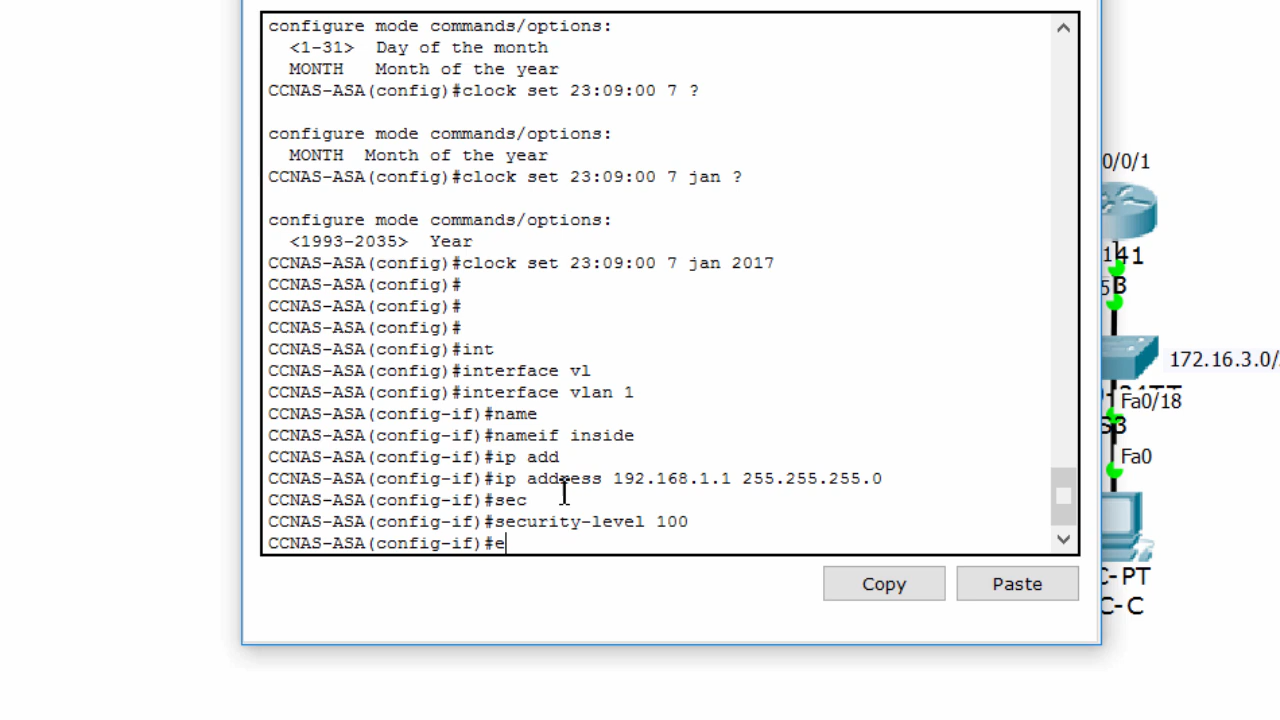 configure mode commands/options:
  <1-31>  Day of the month
  MONTH   Month of the year
CCNAS-ASA(config)#clock set 23:09:00 7 ?
configure mode commands/options:
  MONTH  Month of the year
CCNAS-ASA(config)#clock set 23:09:00 7 jan ?
configure mode commands/options:
  <1993-2035>  Year
CCNAS-ASA(config)#clock set 23:09:00 7 jan 2017
CCNAS-ASA(config)#
CCNAS-ASA(config)#
CCNAS-ASA(config)#
CCNAS-ASA(config)#int
CCNAS-ASA(config)#interface vl
CCNAS-ASA(config)#interface vlan 1
CCNAS-ASA(config-if)#name
CCNAS-ASA(config-if)#nameif inside
CCNAS-ASA(config-if)#ip add
CCNAS-ASA(config-if)#ip address 192.168.1.1 255.255.255.0
CCNAS-ASA(config-if)#sec
CCNAS-ASA(config-if)#security-level 100
CCNAS-ASA(config-if)#e
Copy
Paste
0/0/1
41
B
172.16.3.0/
Fa0/18
S3
Fa0
C-PT
C-C